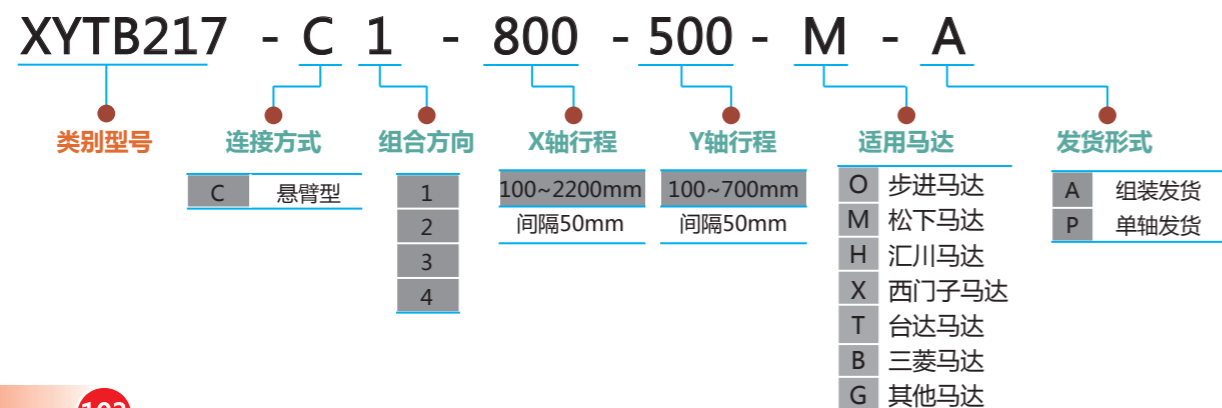 XYTB217 - C 1 - 800 - 500 - M - A
类别型号 连接方式 组合方向 X轴行程 Y轴行程 适用马达 发货形式
C 悬臂型
1
2
3
4
100~2200mm
间隔50mm
100~700mm
间隔50mm
O 步进马达
M 松下马达
H 汇川马达
X 西门子马达
T 台达马达
B 三菱马达
G 其他马达
A 组装发货
P 单轴发货